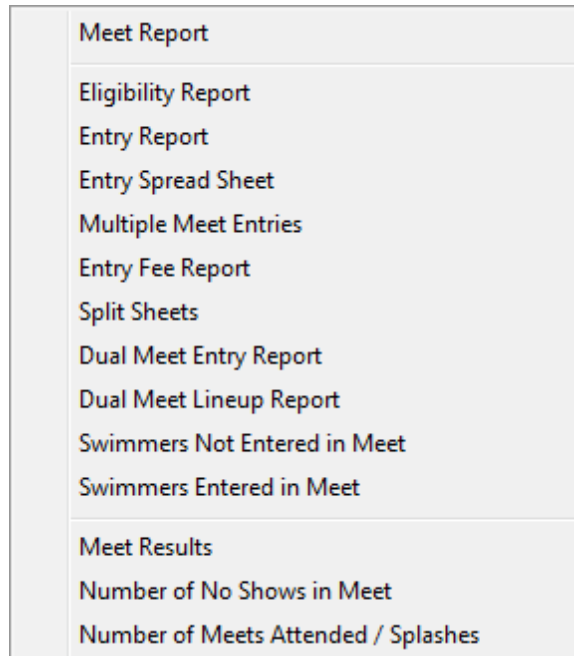 Meet Report
Eligibility Report
Entry Report
Entry Spread Sheet
Multiple Meet Entries
Entry Fee Report
Split Sheets
Dual Meet Entry Report
Dual Meet Lineup Report
Swimmers Not Entered in Meet
Swimmers Entered in Meet
Meet Results
Number of No Shows in Meet
Number of Meets Attended / Splashes